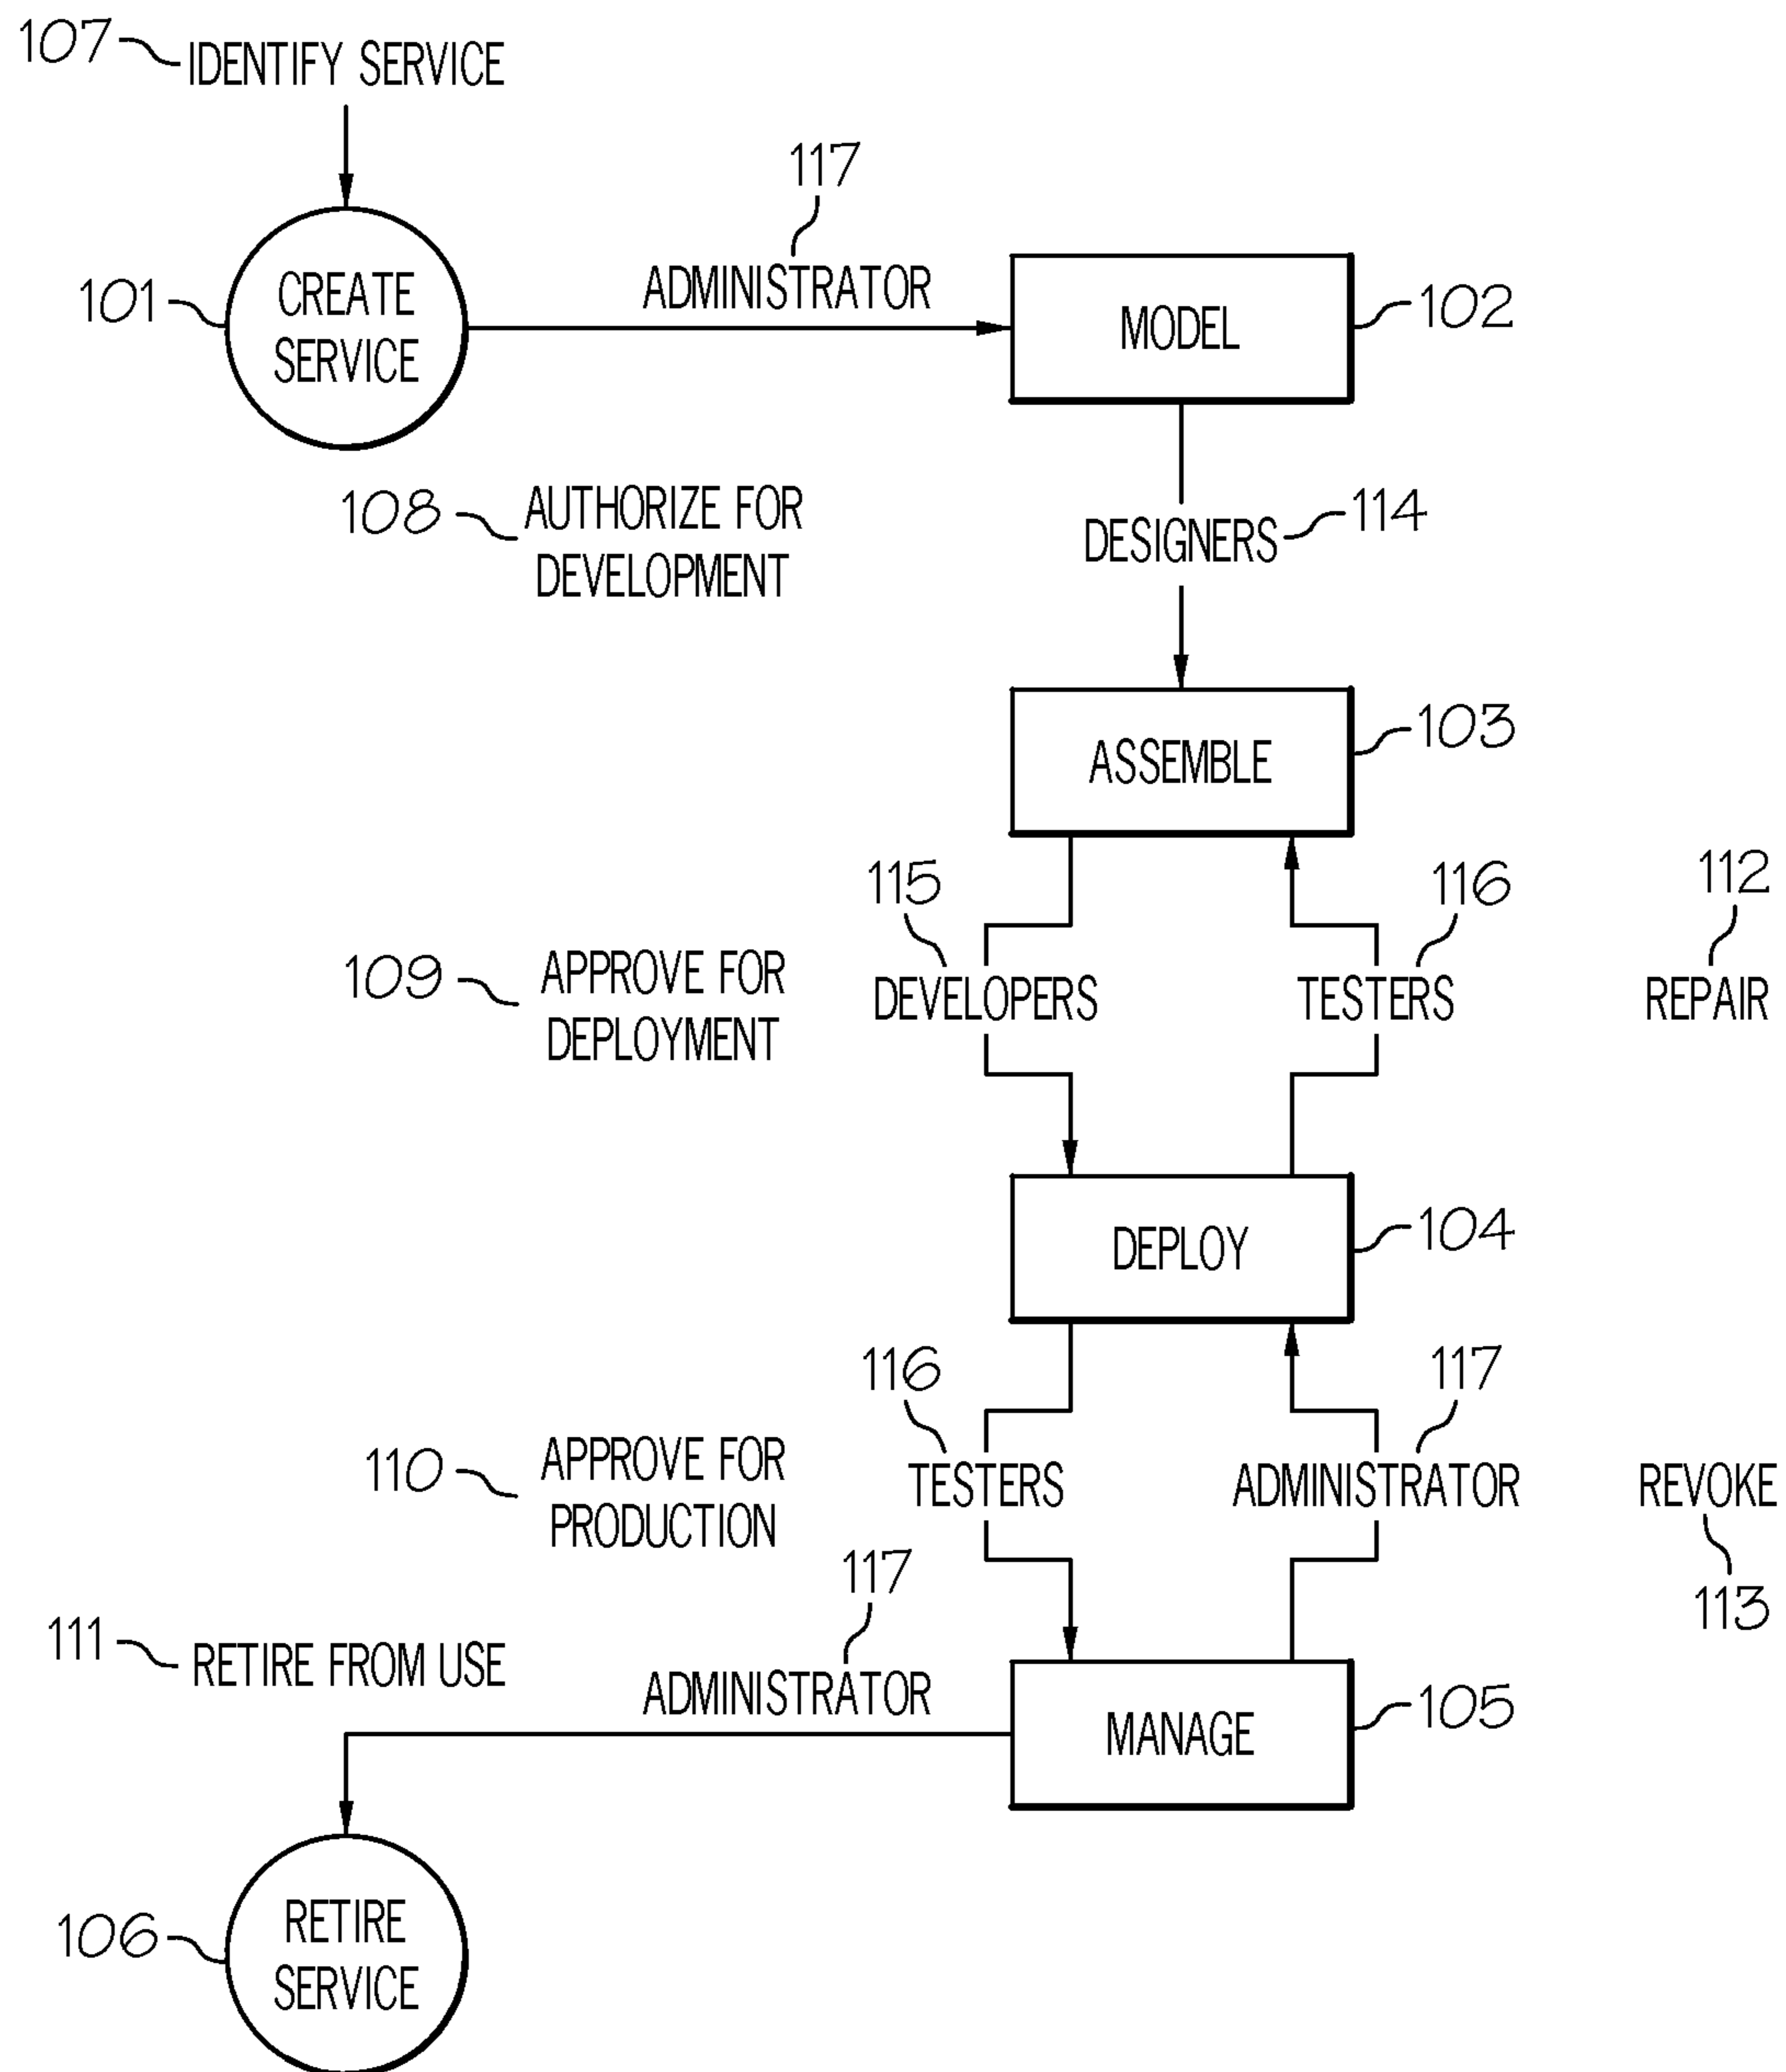 107
IDENTIFY SERVICE
117
101
CREATE
SERVICE
ADMINISTRATOR
MODEL
102
108
AUTHORIZE FOR
DEVELOPMENT
DESIGNERS
114
ASSEMBLE
103
115
116
112
109
APPROVE FOR
DEPLOYMENT
DEVELOPERS
TESTERS
REPAIR
DEPLOY
104
116
117
110
APPROVE FOR
PRODUCTION
TESTERS
ADMINISTRATOR
REVOKE
113
117
111
RETIRE FROM USE
ADMINISTRATOR
MANAGE
105
106
RETIRE
SERVICE